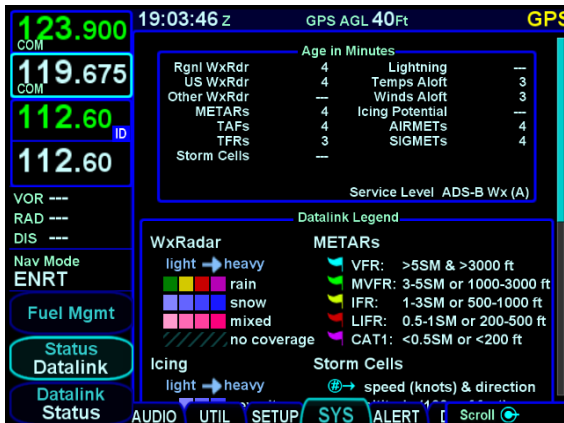 123.900
COM
119.675
COM
112.60
ID
112.60
VOR ---
RAD ---
DIS ---
Nav Mode
ENRT
Fuel Mgmt
Status
Datalink
Datalink
Status
19:03:46 Z GPS AGL 40Ft GPS
Age in Minutes
Rgnl WxRdr 4 Lightning ---
US WxRdr 4 Temps Aloft 3
Other WxRdr --- Winds Aloft 3
METARs 4 Icing Potential ---
TAFs 4 AIRMETs 4
TFRs 3 SIGMETs 4
Storm Cells ---
Service Level ADS-B Wx (A)
Datalink Legend
WxRadar METARs
light heavy VFR: >5SM & >3000 ft
rain MVFR: 3-5SM or 1000-3000 ft
snow IFR: 1-3SM or 500-1000 ft
mixed LIFR: 0.5-1SM or 200-500 ft
no coverage CAT1: <0.5SM or <200 ft
Icing Storm Cells
light heavy # speed (knots) & direction
AUDIO UTIL SETUP SYS ALERT Scroll